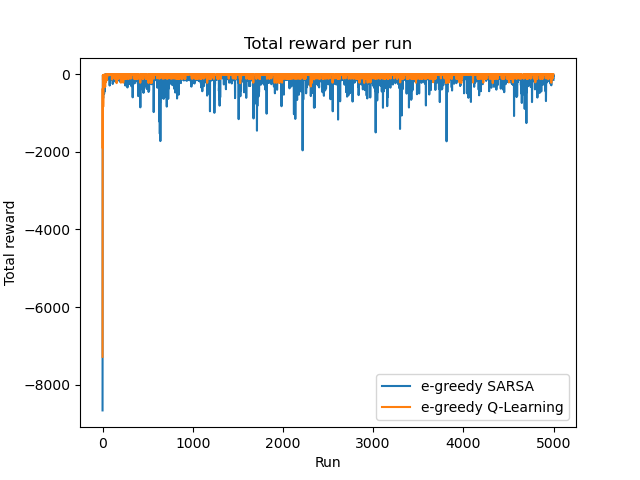 Total reward per run
Total reward
0
−2000
−4000
−6000
−8000
0
1000
2000
3000
4000
5000
Run
e-greedy SARSA
e-greedy Q-Learning